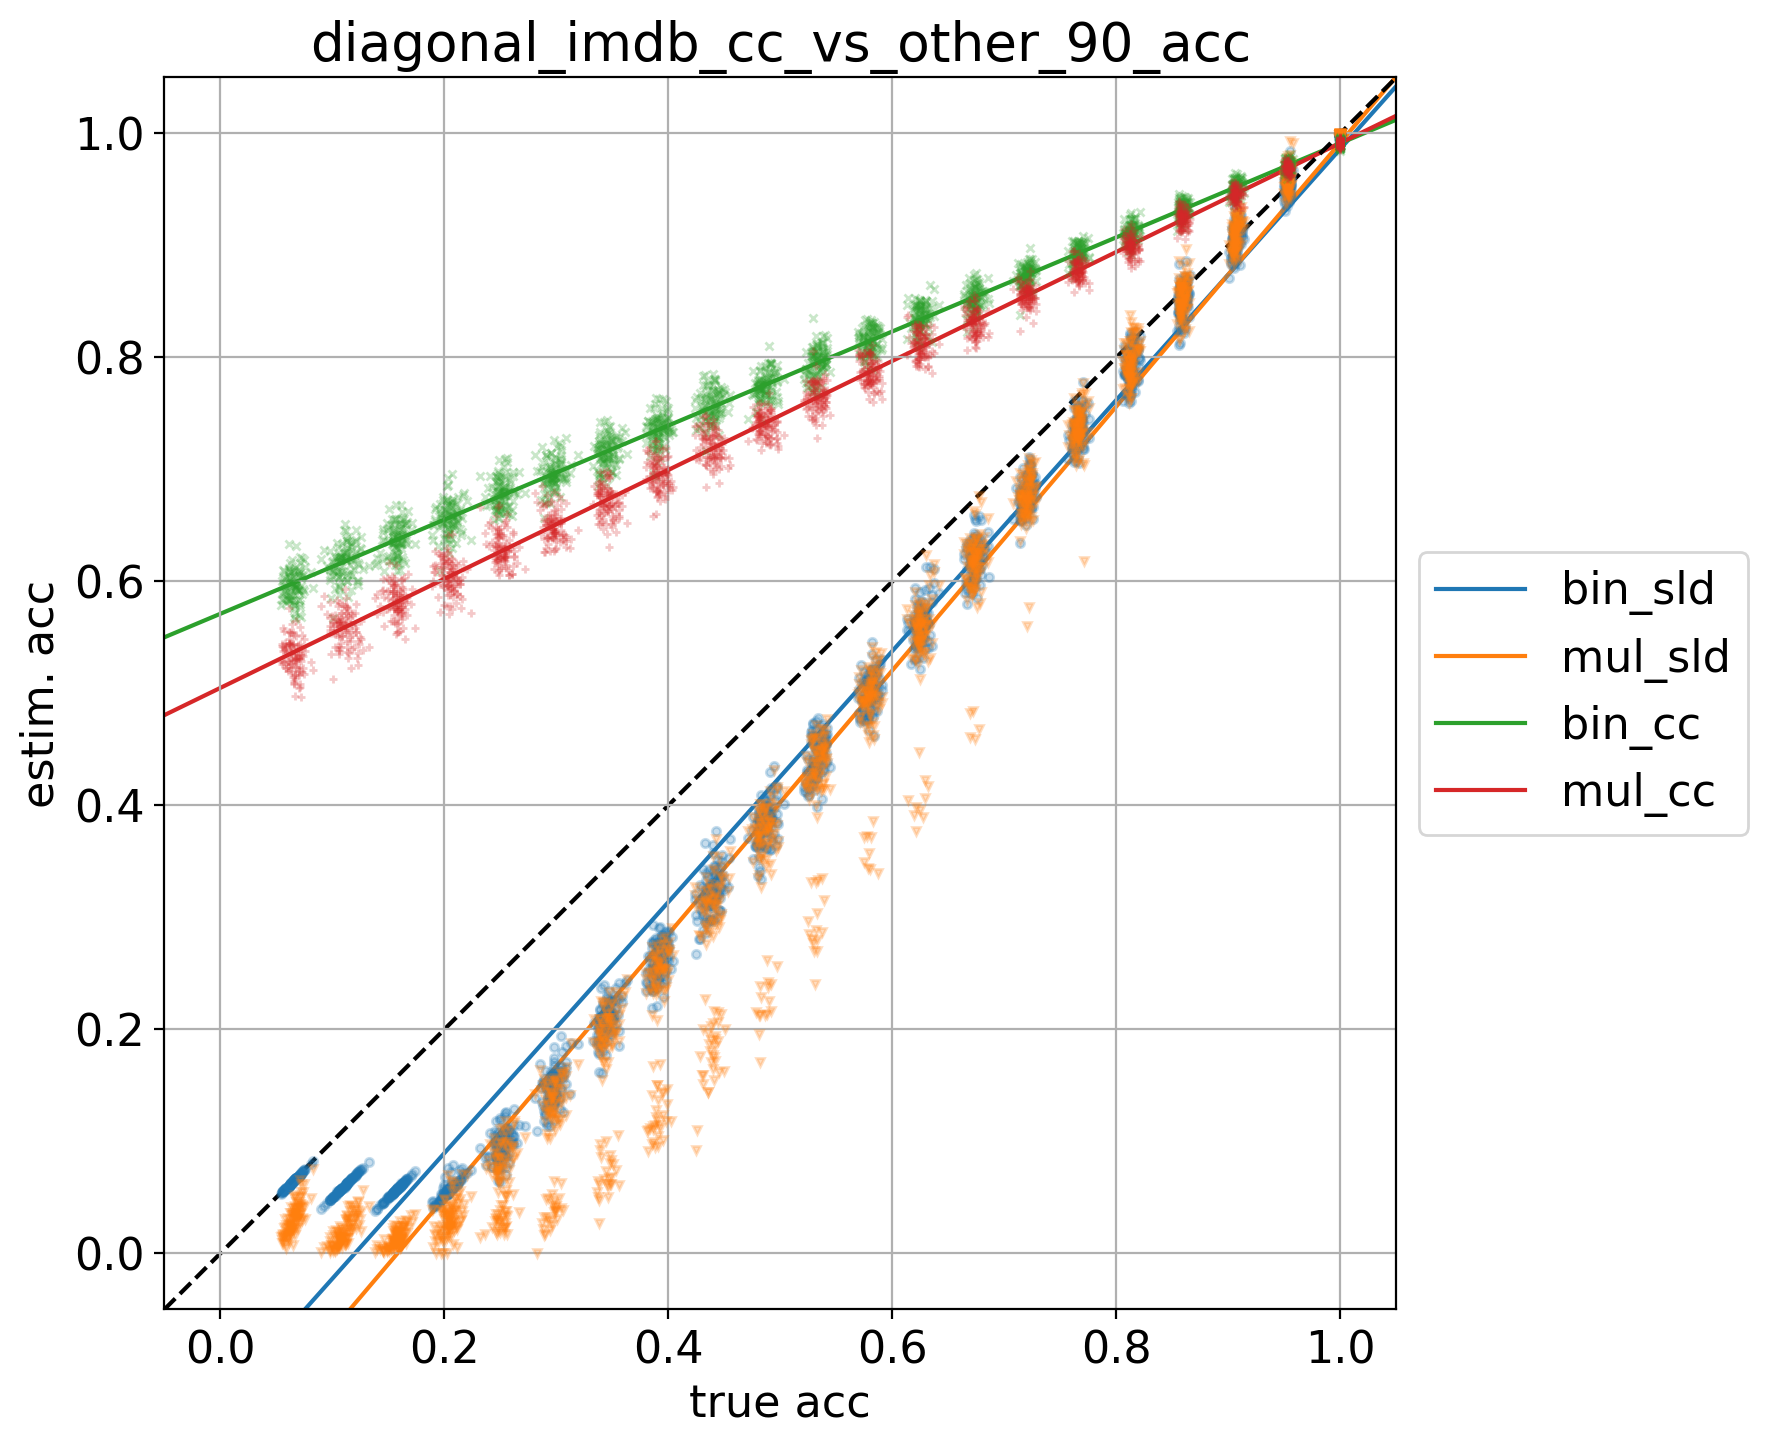 diagonal_imdb_cc_vs_other_90_acc
1.0
0.8
0.6
0.4
0.2
0.0
estim. acc
0.0 0.2 0.4 0.6 0.8 1.0
true acc
bin_sld
mul_sld
bin_cc
mul_cc